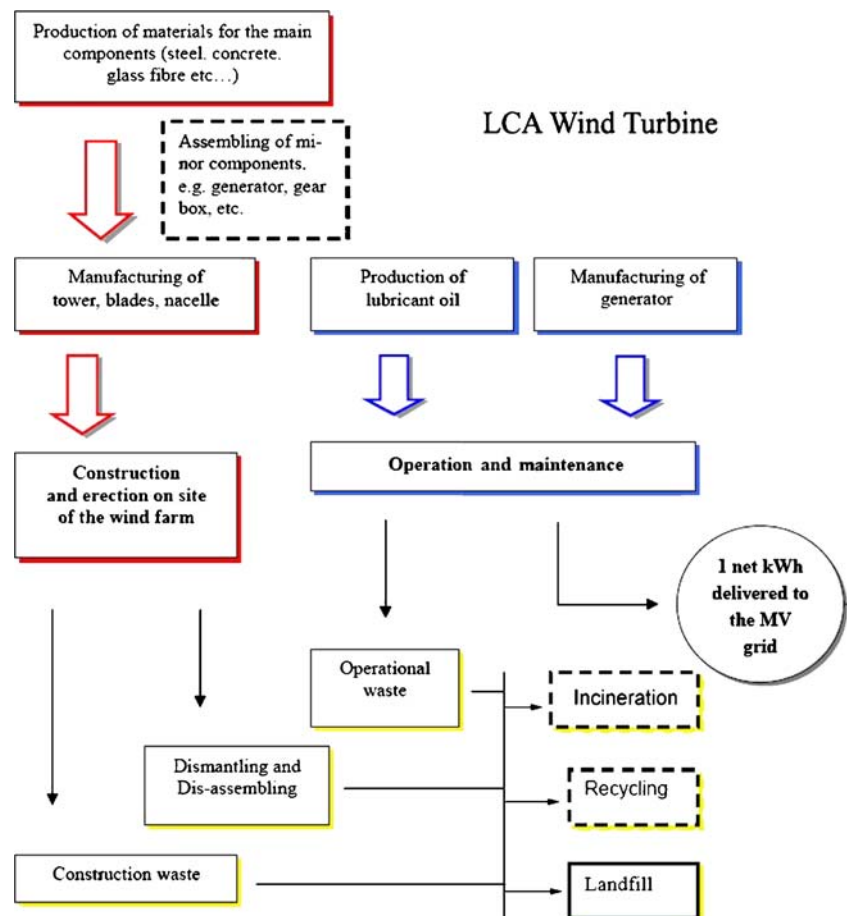 Production of materials for the main
components (steel. concrete.
glass fibre etc…)
LCA Wind Turbine
Assembling of mi-
nor components,
e.g. generator, gear
box, etc.
Manufacturing of
tower, blades, nacelle
Production of
lubricant oil
Manufacturing of
generator
Construction
and erection on site
of the wind farm
Operation and maintenance
1 net kWh
delivered to
the MV
grid
Operational
waste
Incineration
Dismantling and
Dis-assembling
Recycling
Construction waste
Landfill